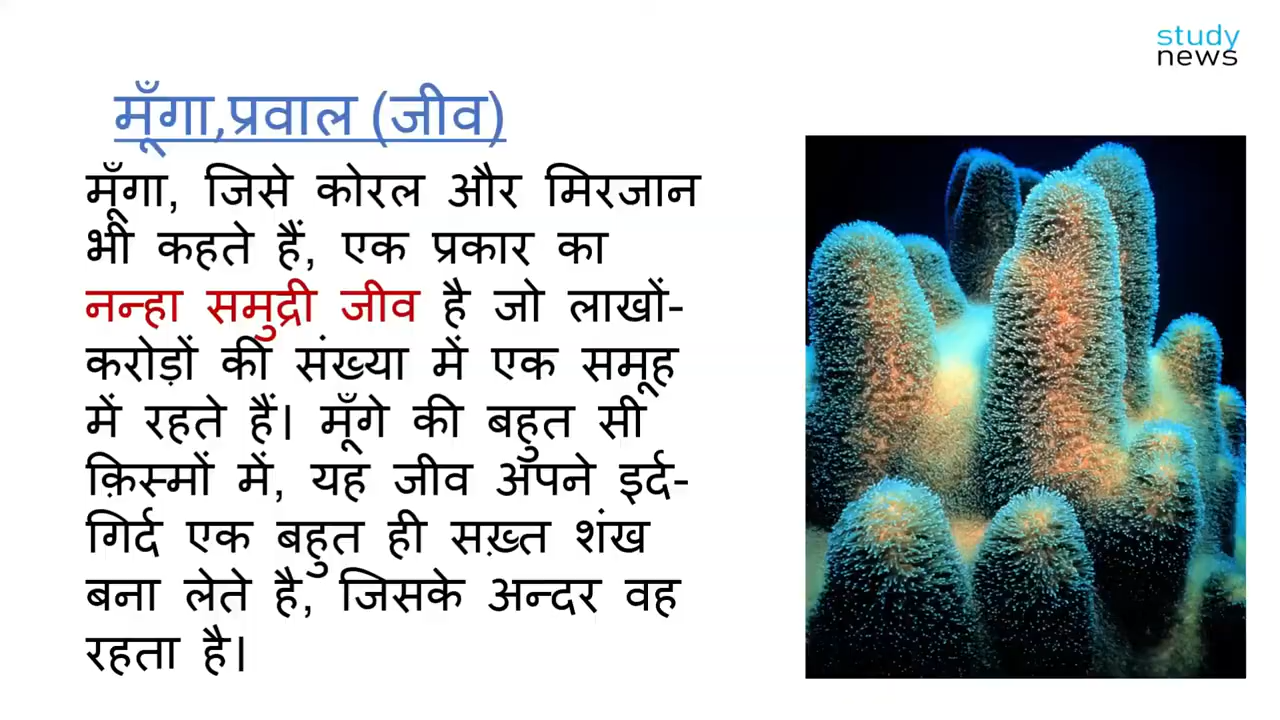 study
news
मूँगा,प्रवाल (जीव)
मूँगा, जिसे कोरल और मिरजान
भी कहते हैं, एक प्रकार का
नन्हा समुद्री जीव है जो लाखों-
करोड़ों की संख्या में एक समूह
में रहते हैं। मूँगे की बहुत सी
क़िस्मों में, यह जीव अपने इर्द-
गिर्द एक बहुत ही सख़्त शंख
बना लेते है, जिसके अन्दर वह
रहता है।